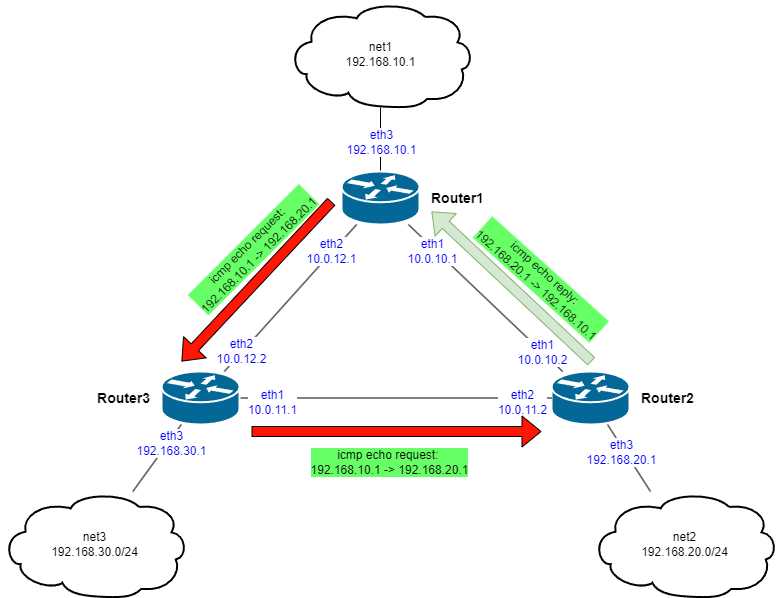 net1
192.168.10.1
eth3
192.168.10.1
Router1
icmp echo request:
192.168.10.1 -> 192.168.20.1
eth2
10.0.12.1
eth1
10.0.10.1
icmp echo reply:
192.168.20.1 -> 192.168.10.1
eth2
10.0.12.2
eth1
10.0.10.2
Router3
eth1
10.0.11.1
eth2
10.0.11.2
Router2
eth3
192.168.30.1
icmp echo request:
192.168.10.1 -> 192.168.20.1
eth3
192.168.20.1
net3
192.168.30.0/24
net2
192.168.20.0/24